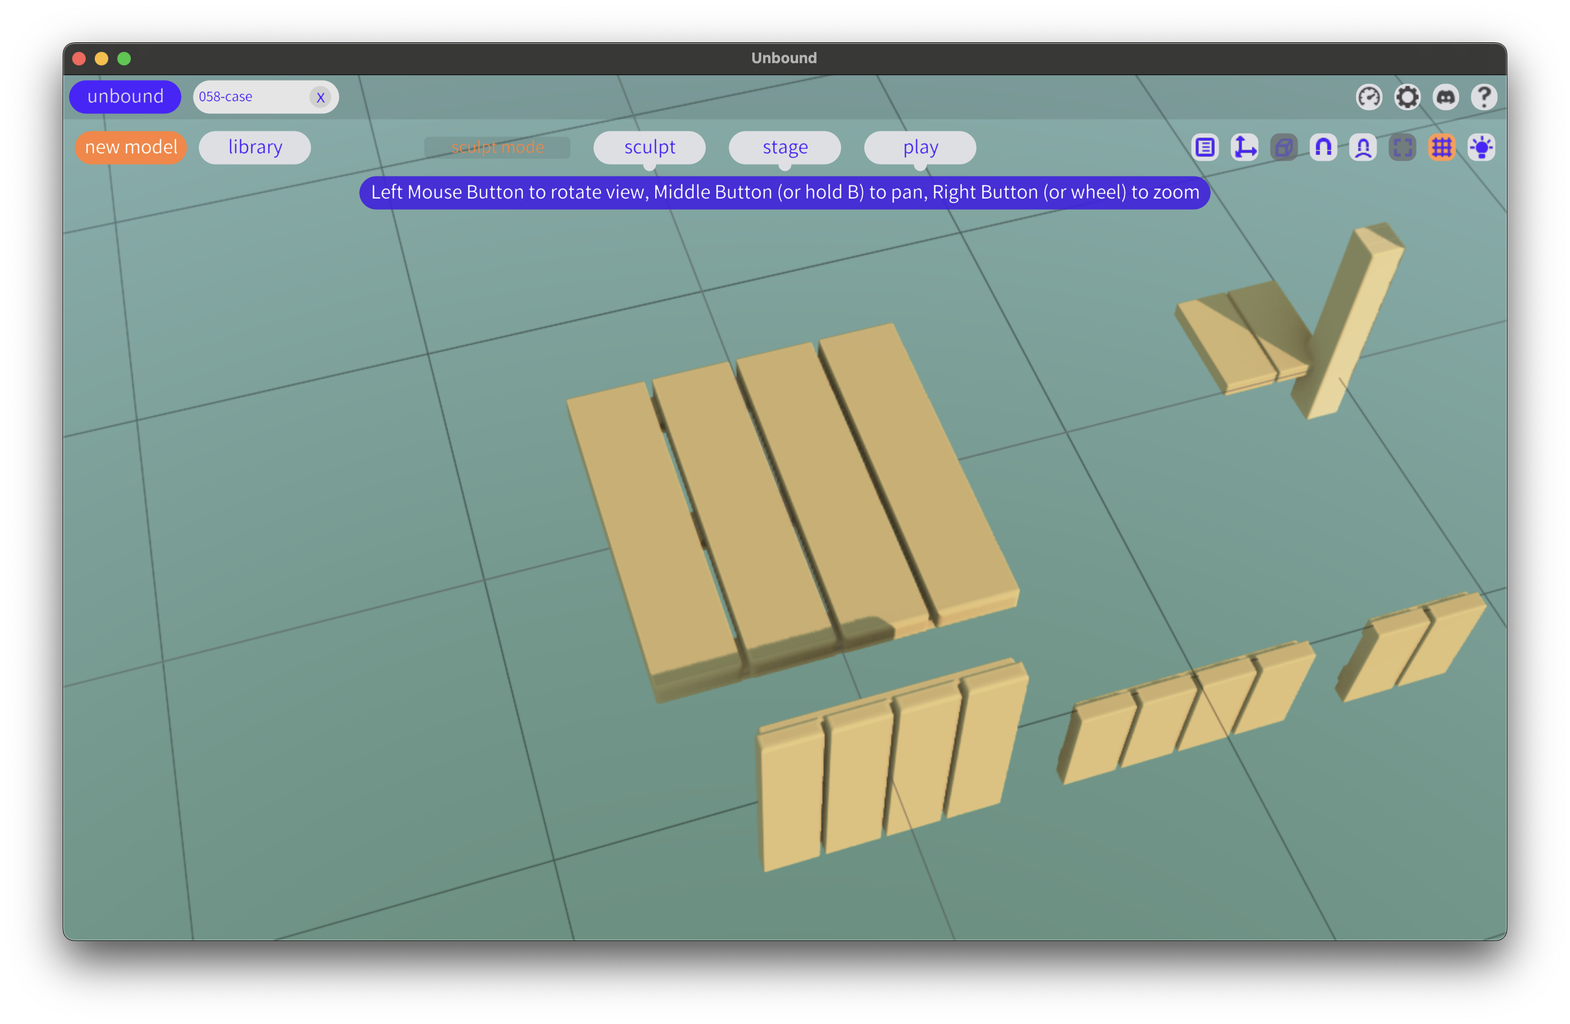 Unbound
unbound
058-case X
new model library sculpt mode sculpt stage play
Left Mouse Button to rotate view, Middle Button (or hold B) to pan, Right Button (or wheel) to zoom